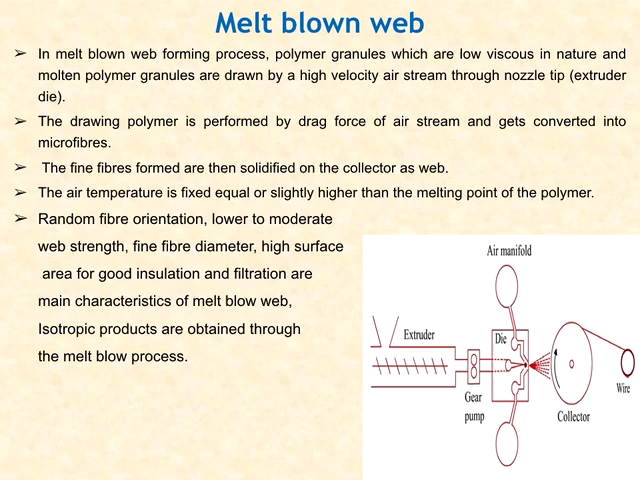 Melt blown web
➢ In melt blown web forming process, polymer granules which are low viscous in nature and
molten polymer granules are drawn by a high velocity air stream through nozzle tip (extruder
die).
➢ The drawing polymer is performed by drag force of air stream and gets converted into
microfibres.
➢ The fine fibres formed are then solidified on the collector as web.
➢ The air temperature is fixed equal or slightly higher than the melting point of the polymer.
➢ Random fibre orientation, lower to moderate
web strength, fine fibre diameter, high surface
area for good insulation and filtration are
main characteristics of melt blow web,
Isotropic products are obtained through
the melt blow process.
Air manifold
Extruder
Die
Gear
pump
Collector
Wire